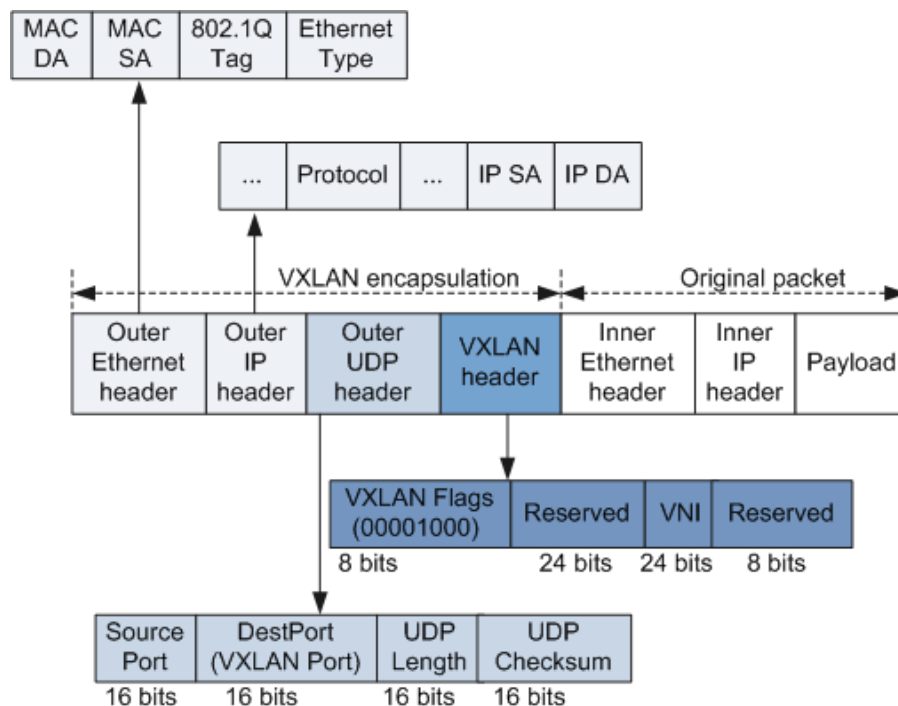 MAC DA
MAC SA
802.1Q Tag
Ethernet Type
...
Protocol
...
IP SA
IP DA
VXLAN encapsulation
Original packet
Outer Ethernet header
Outer IP header
Outer UDP header
VXLAN header
Inner Ethernet header
Inner IP header
Payload
VXLAN Flags (00001000)
Reserved
VNI
Reserved
8 bits
24 bits
24 bits
8 bits
Source Port
DestPort (VXLAN Port)
UDP Length
UDP Checksum
16 bits
16 bits
16 bits
16 bits